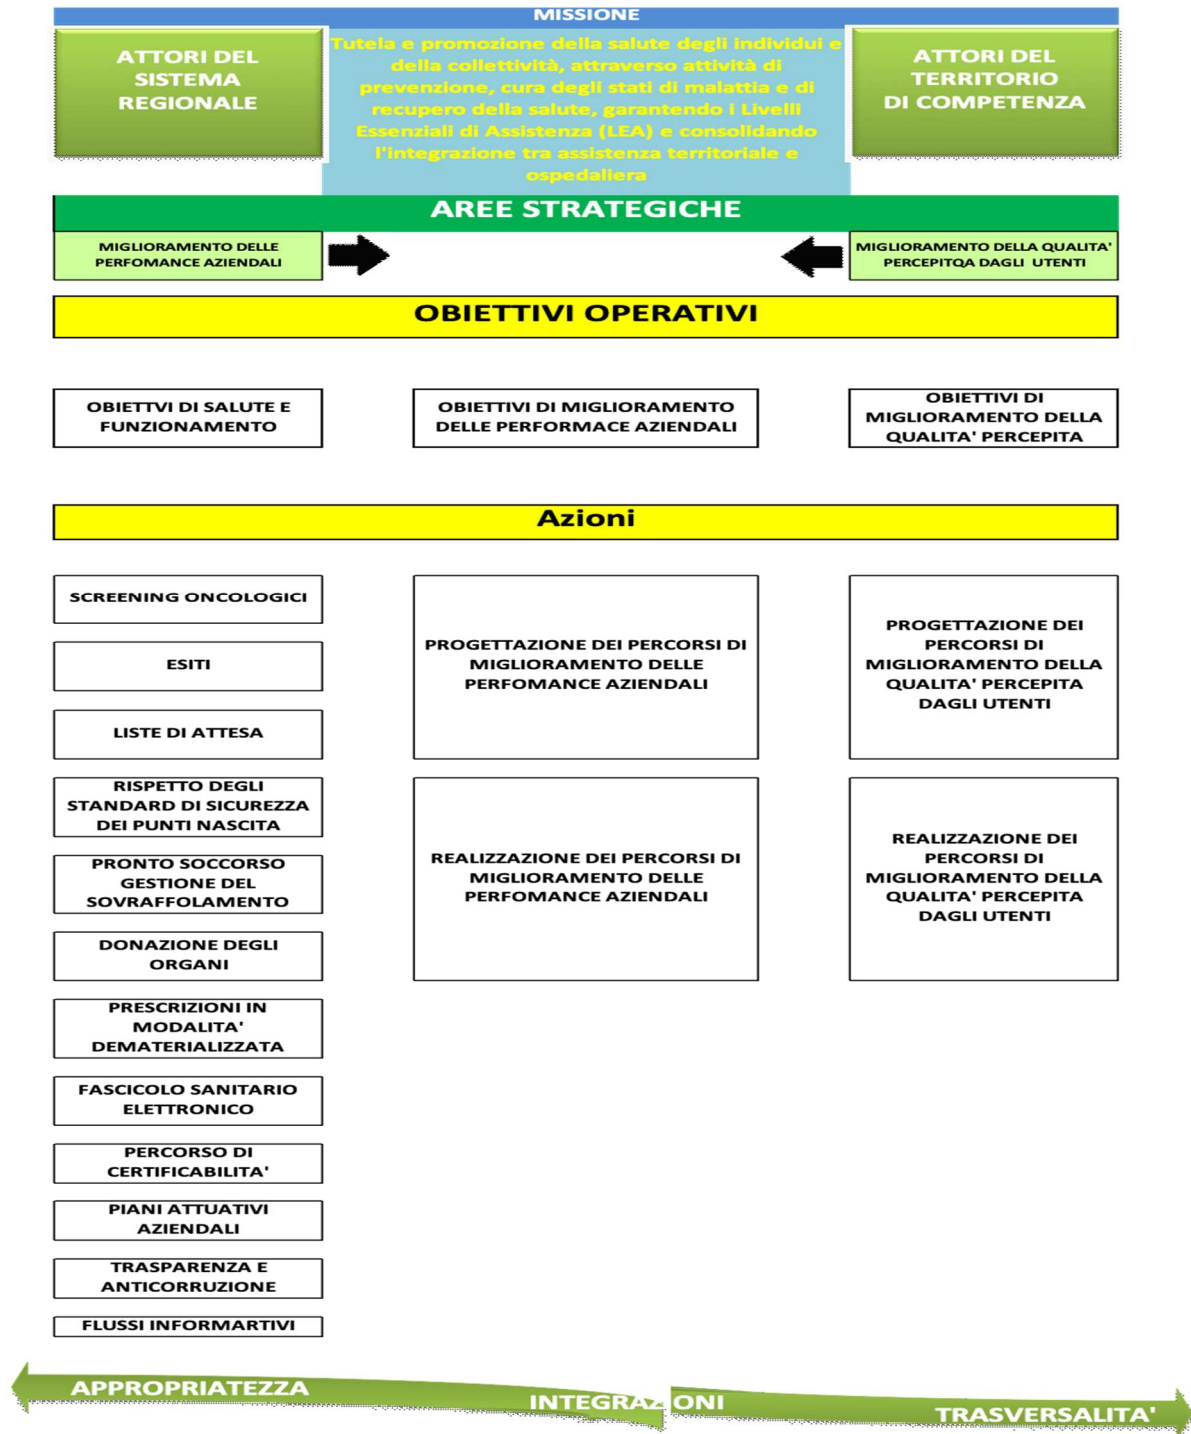 MISSIONE
ATTORI DEL
SISTEMA
REGIONALE
Tutela e promozione della salute degli individui e
della collettività, attraverso attività di
prevenzione, cura degli stati di malattia e di
recupero della salute, garantendo i Livelli
Essenziali di Assistenza (LEA) e consolidando
l'integrazione tra assistenza territoriale e
ospedaliera
ATTORI DEL
TERRITORIO
DI COMPETENZA
AREE STRATEGICHE
MIGLIORAMENTO DELLE
PERFOMANCE AZIENDALI
MIGLIORAMENTO DELLA QUALITA'
PERCEPITQA DAGLI UTENTI
OBIETTIVI OPERATIVI
OBIETTVI DI SALUTE E
FUNZIONAMENTO
OBIETTIVI DI MIGLIORAMENTO
DELLE PERFORMACE AZIENDALI
OBIETTIVI DI
MIGLIORAMENTO DELLA
QUALITA' PERCEPITA
Azioni
SCREENING ONCOLOGICI
ESITI
LISTE DI ATTESA
RISPETTO DEGLI
STANDARD DI SICUREZZA
DEI PUNTI NASCITA
PRONTO SOCCORSO
GESTIONE DEL
SOVRAFFOLAMENTO
DONAZIONE DEGLI
ORGANI
PRESCRIZIONI IN
MODALITA'
DEMATERIALIZZATA
FASCICOLO SANITARIO
ELETTRONICO
PERCORSO DI
CERTIFICABILITA'
PIANI ATTUATIVI
AZIENDALI
TRASPARENZA E
ANTICORRUZIONE
FLUSSI INFORMARTIVI
PROGETTAZIONE DEI PERCORSI DI
MIGLIORAMENTO DELLE
PERFOMANCE AZIENDALI
REALIZZAZIONE DEI PERCORSI DI
MIGLIORAMENTO DELLE
PERFOMANCE AZIENDALI
PROGETTAZIONE DEI
PERCORSI DI
MIGLIORAMENTO DELLA
QUALITA' PERCEPITA
DAGLI UTENTI
REALIZZAZIONE DEI
PERCORSI DI
MIGLIORAMENTO DELLA
QUALITA' PERCEPITA
DAGLI UTENTI
APPROPRIATEZZA
INTEGRAZIONI
TRASVERSALITA'